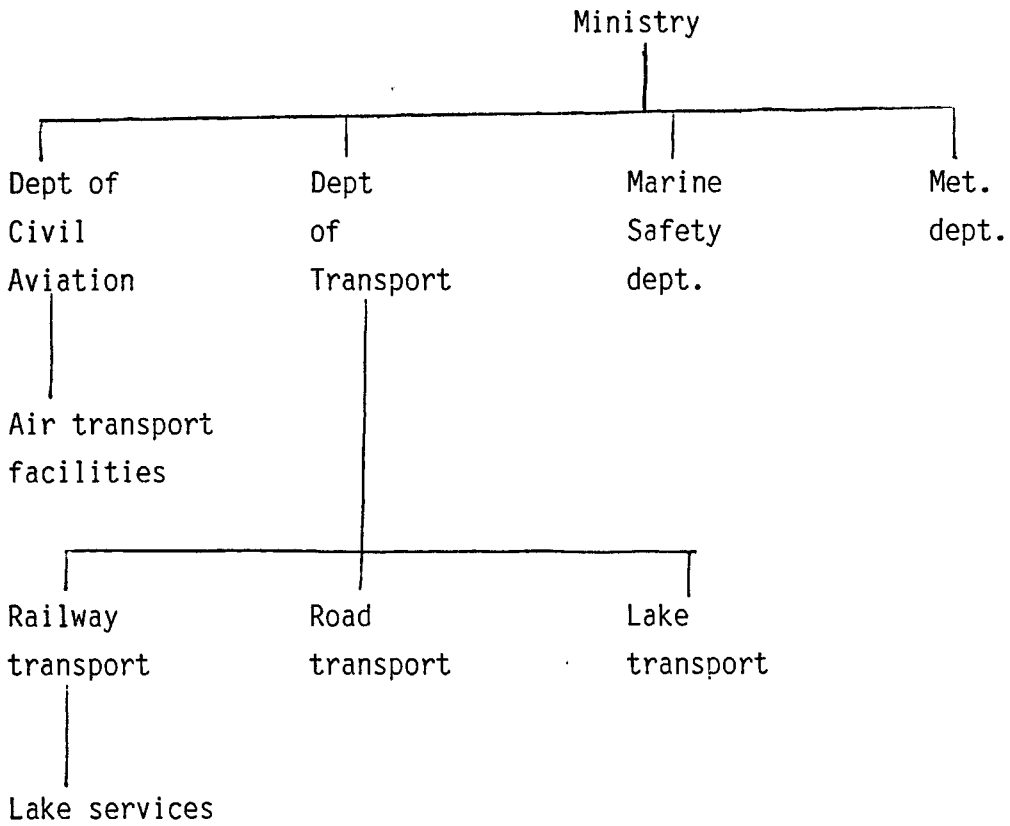 Ministry
Dept of
Civil
Aviation
Dept
of
Transport
Marine
Safety
dept.
Met.
dept.
Air transport
facilities
Railway
transport
Road
transport
Lake
transport
Lake services